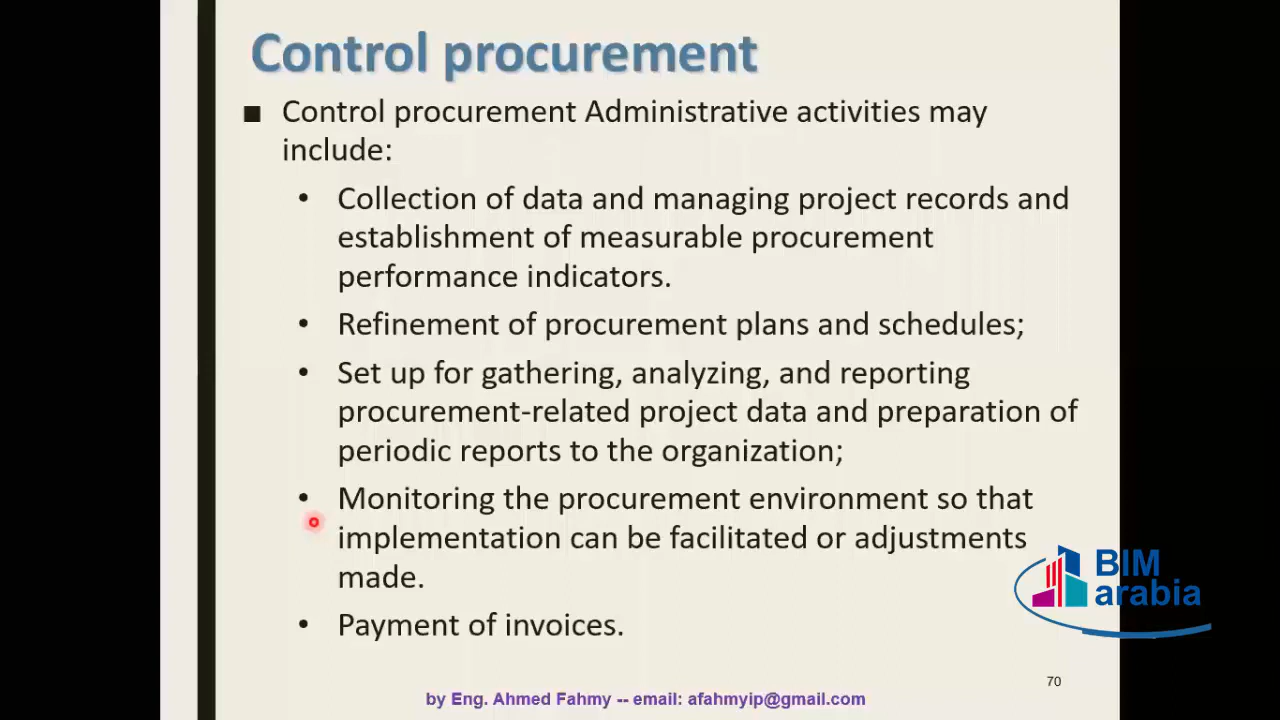 Control procurement
■ Control procurement Administrative activities may
include:
• Collection of data and managing project records and
establishment of measurable procurement
performance indicators.
• Refinement of procurement plans and schedules;
• Set up for gathering, analyzing, and reporting
procurement-related project data and preparation of
periodic reports to the organization;
• Monitoring the procurement environment so that
implementation can be facilitated or adjustments
made.
• Payment of invoices.
BIM
arabia
70
by Eng. Ahmed Fahmy -- email: afahmyip@gmail.com